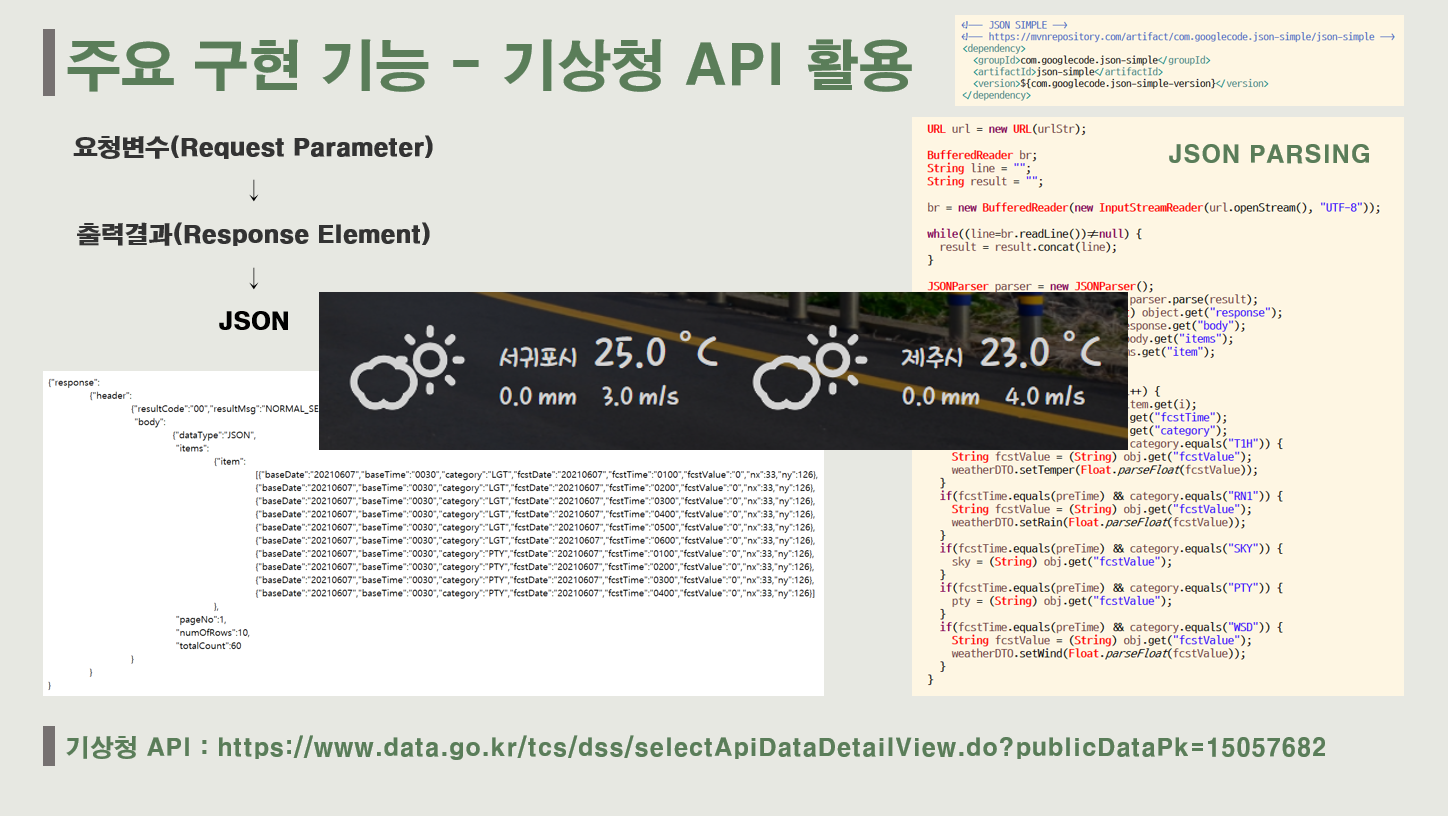 주요 구현 기능 - 기상청 API 활용
<!-- JSON SIMPLE -->
<!-- https://mvnrepository.com/artifact/com.googlecode.json-simple/json-simple -->
<dependency>
<groupId>com.googlecode.json-simple</groupId>
<artifactId>json-simple</artifactId>
<version>${com.googlecode.json-simple-version}</version>
</dependency>
요청변수(Request Parameter)
↓
출력결과(Response Element)
↓
JSON
{"response":
{"header":
{"resultCode":"00","resultMsg":"NORMAL_SE
"body":
{"dataType":"JSON",
"items":
{"item":
[{"baseDate":"20210607","baseTime":"0030","category":"LGT","fcstDate":"20210607","fcstTime":"0100","fcstValue":"0","nx":33,"ny":126},
{"baseDate":"20210607","baseTime":"0030","category":"LGT","fcstDate":"20210607","fcstTime":"0200","fcstValue":"0","nx":33,"ny":126},
{"baseDate":"20210607","baseTime":"0030","category":"LGT","fcstDate":"20210607","fcstTime":"0300","fcstValue":"0","nx":33,"ny":126},
{"baseDate":"20210607","baseTime":"0030","category":"LGT","fcstDate":"20210607","fcstTime":"0400","fcstValue":"0","nx":33,"ny":126},
{"baseDate":"20210607","baseTime":"0030","category":"LGT","fcstDate":"20210607","fcstTime":"0500","fcstValue":"0","nx":33,"ny":126},
{"baseDate":"20210607","baseTime":"0030","category":"LGT","fcstDate":"20210607","fcstTime":"0600","fcstValue":"0","nx":33,"ny":126},
{"baseDate":"20210607","baseTime":"0030","category":"PTY","fcstDate":"20210607","fcstTime":"0100","fcstValue":"0","nx":33,"ny":126},
{"baseDate":"20210607","baseTime":"0030","category":"PTY","fcstDate":"20210607","fcstTime":"0200","fcstValue":"0","nx":33,"ny":126},
{"baseDate":"20210607","baseTime":"0030","category":"PTY","fcstDate":"20210607","fcstTime":"0300","fcstValue":"0","nx":33,"ny":126},
{"baseDate":"20210607","baseTime":"0030","category":"PTY","fcstDate":"20210607","fcstTime":"0400","fcstValue":"0","nx":33,"ny":126}]
},
"pageNo":1,
"numOfRows":10,
"totalCount":60
}
}
}
서귀포시 25.0 °C
0.0 mm 3.0 m/s
제주시 23.0 °C
0.0 mm 4.0 m/s
JSON PARSING
URL url = new URL(urlStr);
BufferedReader br;
String line = "";
String result = "";
br = new BufferedReader(new InputStreamReader(url.openStream(), "UTF-8"));
while((line=br.readLine())≠null) {
result = result.concat(line);
}
JSONParser parser = new JSONParser();
parser.parse(result);
) object.get("response");
sponse.get("body");
ody.get("items");
s.get("item");
++) {
tem.get(i);
get("fcstTime");
get("category");
category.equals("T1H")) {
String fcstValue = (String) obj.get("fcstValue");
weatherDTO.setTemper(Float.parseFloat(fcstValue));
}
if(fcstTime.equals(preTime) && category.equals("RN1")) {
String fcstValue = (String) obj.get("fcstValue");
weatherDTO.setRain(Float.parseFloat(fcstValue));
}
if(fcstTime.equals(preTime) && category.equals("SKY")) {
sky = (String) obj.get("fcstValue");
}
if(fcstTime.equals(preTime) && category.equals("PTY")) {
pty = (String) obj.get("fcstValue");
}
if(fcstTime.equals(preTime) && category.equals("WSD")) {
String fcstValue = (String) obj.get("fcstValue");
weatherDTO.setWind(Float.parseFloat(fcstValue));
}
}
기상청 API : https://www.data.go.kr/tcs/dss/selectApiDataDetailView.do?publicDataPk=15057682